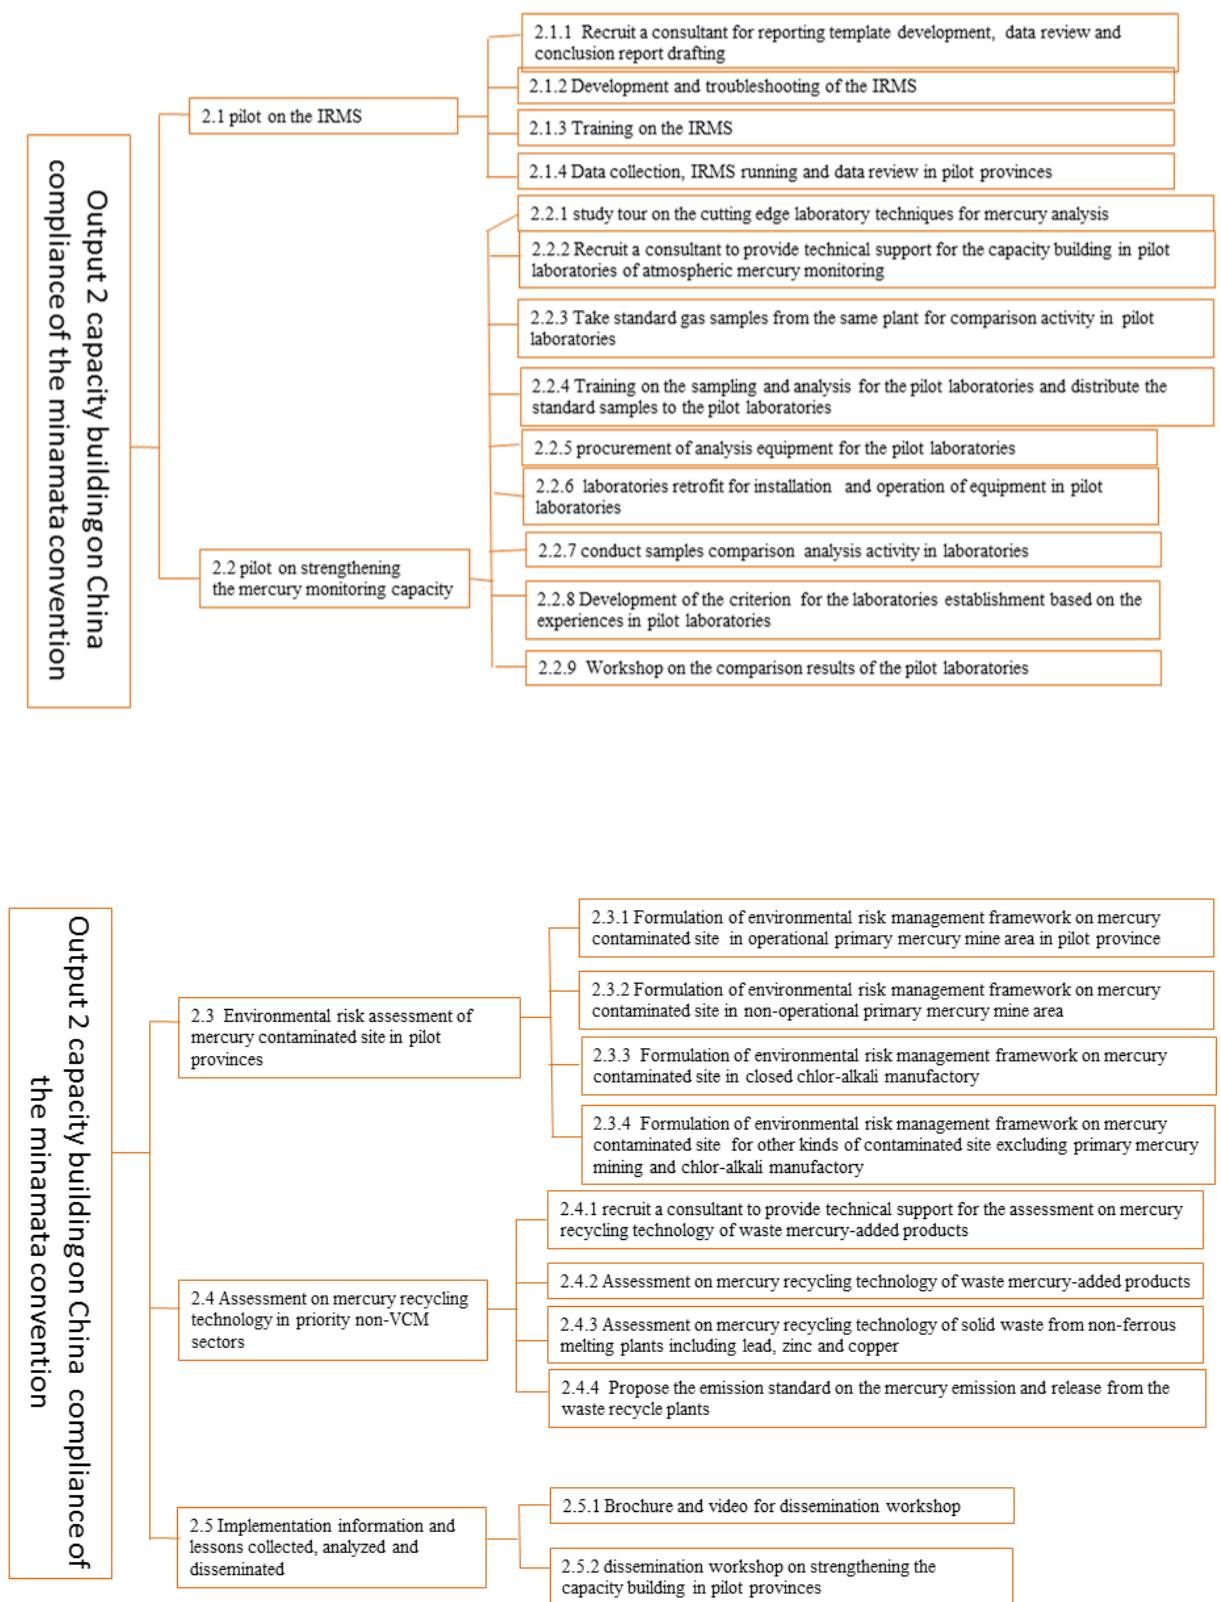 Output 2 capacity building on China
compliance of the minamata convention
2.1 pilot on the IRMS
2.1.1 Recruit a consultant for reporting template development, data review and
conclusion report drafting
2.1.2 Development and troubleshooting of the IRMS
2.1.3 Training on the IRMS
2.1.4 Data collection, IRMS running and data review in pilot provinces
2.2 pilot on strengthening
the mercury monitoring capacity
2.2.1 study tour on the cutting edge laboratory techniques for mercury analysis
2.2.2 Recruit a consultant to provide technical support for the capacity building in pilot
laboratories of atmospheric mercury monitoring
2.2.3 Take standard gas samples from the same plant for comparison activity in pilot
laboratories
2.2.4 Training on the sampling and analysis for the pilot laboratories and distribute the
standard samples to the pilot laboratories
2.2.5 procurement of analysis equipment for the pilot laboratories
2.2.6 laboratories retrofit for installation and operation of equipment in pilot
laboratories
2.2.7 conduct samples comparison analysis activity in laboratories
2.2.8 Development of the criterion for the laboratories establishment based on the
experiences in pilot laboratories
2.2.9 Workshop on the comparison results of the pilot laboratories
Output 2 capacity building on China compliance of
the minamata convention
2.3 Environmental risk assessment of
mercury contaminated site in pilot
provinces
2.3.1 Formulation of environmental risk management framework on mercury
contaminated site in operational primary mercury mine area in pilot province
2.3.2 Formulation of environmental risk management framework on mercury
contaminated site in non-operational primary mercury mine area
2.3.3 Formulation of environmental risk management framework on mercury
contaminated site in closed chlor-alkali manufactory
2.3.4 Formulation of environmental risk management framework on mercury
contaminated site for other kinds of contaminated site excluding primary mercury
mining and chlor-alkali manufactory
2.4 Assessment on mercury recycling
technology in priority non-VCM
sectors
2.4.1 recruit a consultant to provide technical support for the assessment on mercury
recycling technology of waste mercury-added products
2.4.2 Assessment on mercury recycling technology of waste mercury-added products
2.4.3 Assessment on mercury recycling technology of solid waste from non-ferrous
melting plants including lead, zinc and copper
2.4.4 Propose the emission standard on the mercury emission and release from the
waste recycle plants
2.5 Implementation information and
lessons collected, analyzed and
disseminated
2.5.1 Brochure and video for dissemination workshop
2.5.2 dissemination workshop on strengthening the
capacity building in pilot provinces